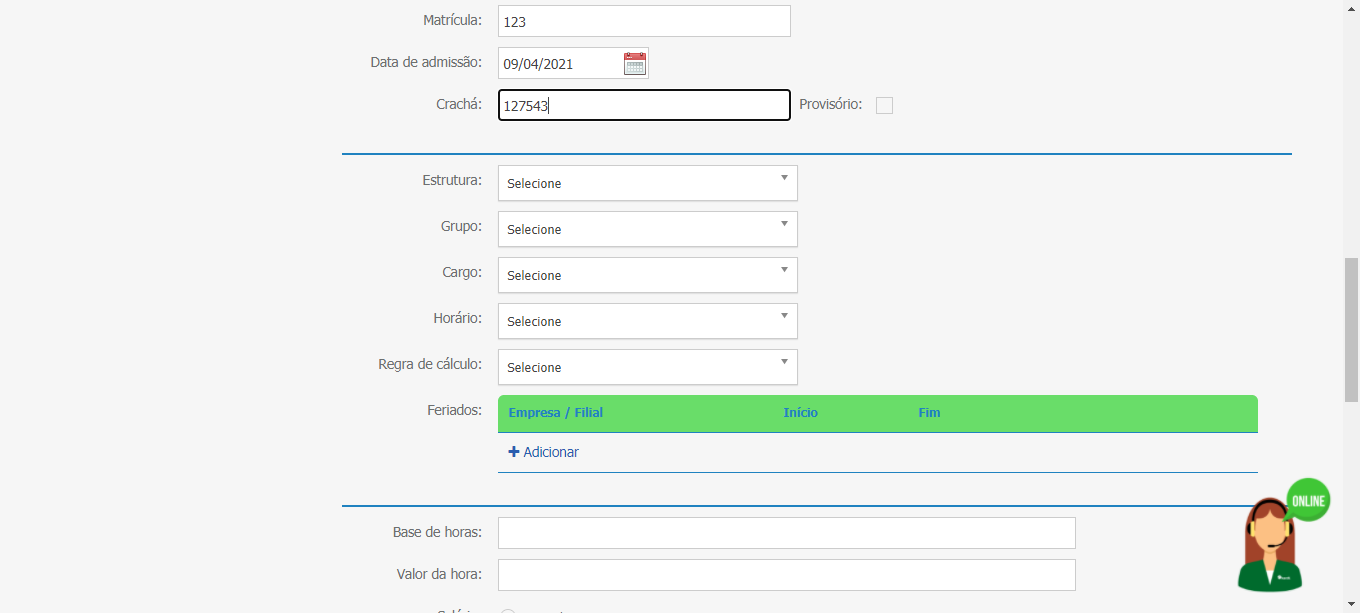 Matrícula: 123
Data de admissão: 09/04/2021
Crachá: 127543 Provisório:
Estrutura: Selecione
Grupo: Selecione
Cargo: Selecione
Horário: Selecione
Regra de cálculo: Selecione
Feriados: Empresa / Filial Início Fim
Adicionar
ONLINE
Base de horas:
Valor da hora: